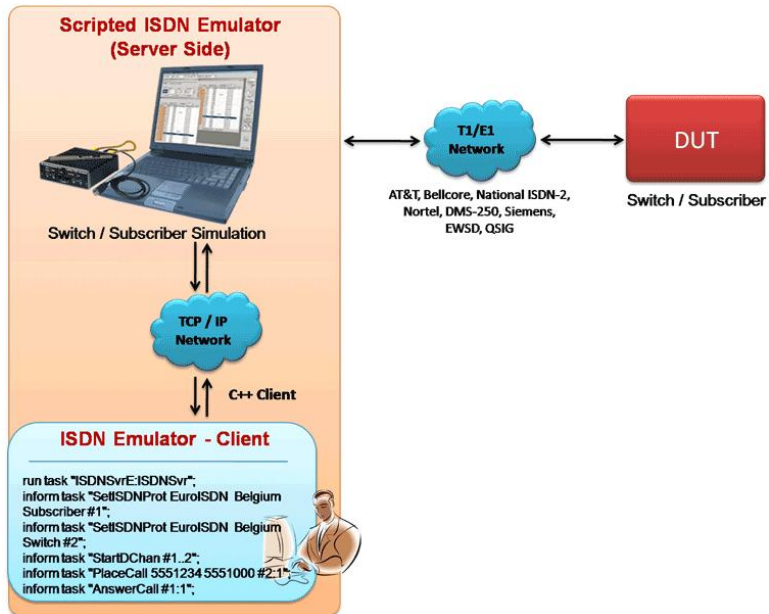 Scripted ISDN Emulator
(Server Side)
Switch / Subscriber Simulation
T1/E1
Network
AT&T, Bellcore, National ISDN-2,
Nortel, DMS-250, Siemens,
EWSD, QSIG
DUT
Switch / Subscriber
TCP / IP
Network
C++ Client
ISDN Emulator - Client
run task "ISDNSvrE:ISDNSvr";
inform task "SetISDNProt EuroISDN Belgium
Subscriber #1";
inform task "SetISDNProt EuroISDN Belgium
Switch #2";
inform task "StartDChan #1..2";
inform task "PlaceCall 5551234 5551000 #2:1";
inform task "AnswerCall #1:1";